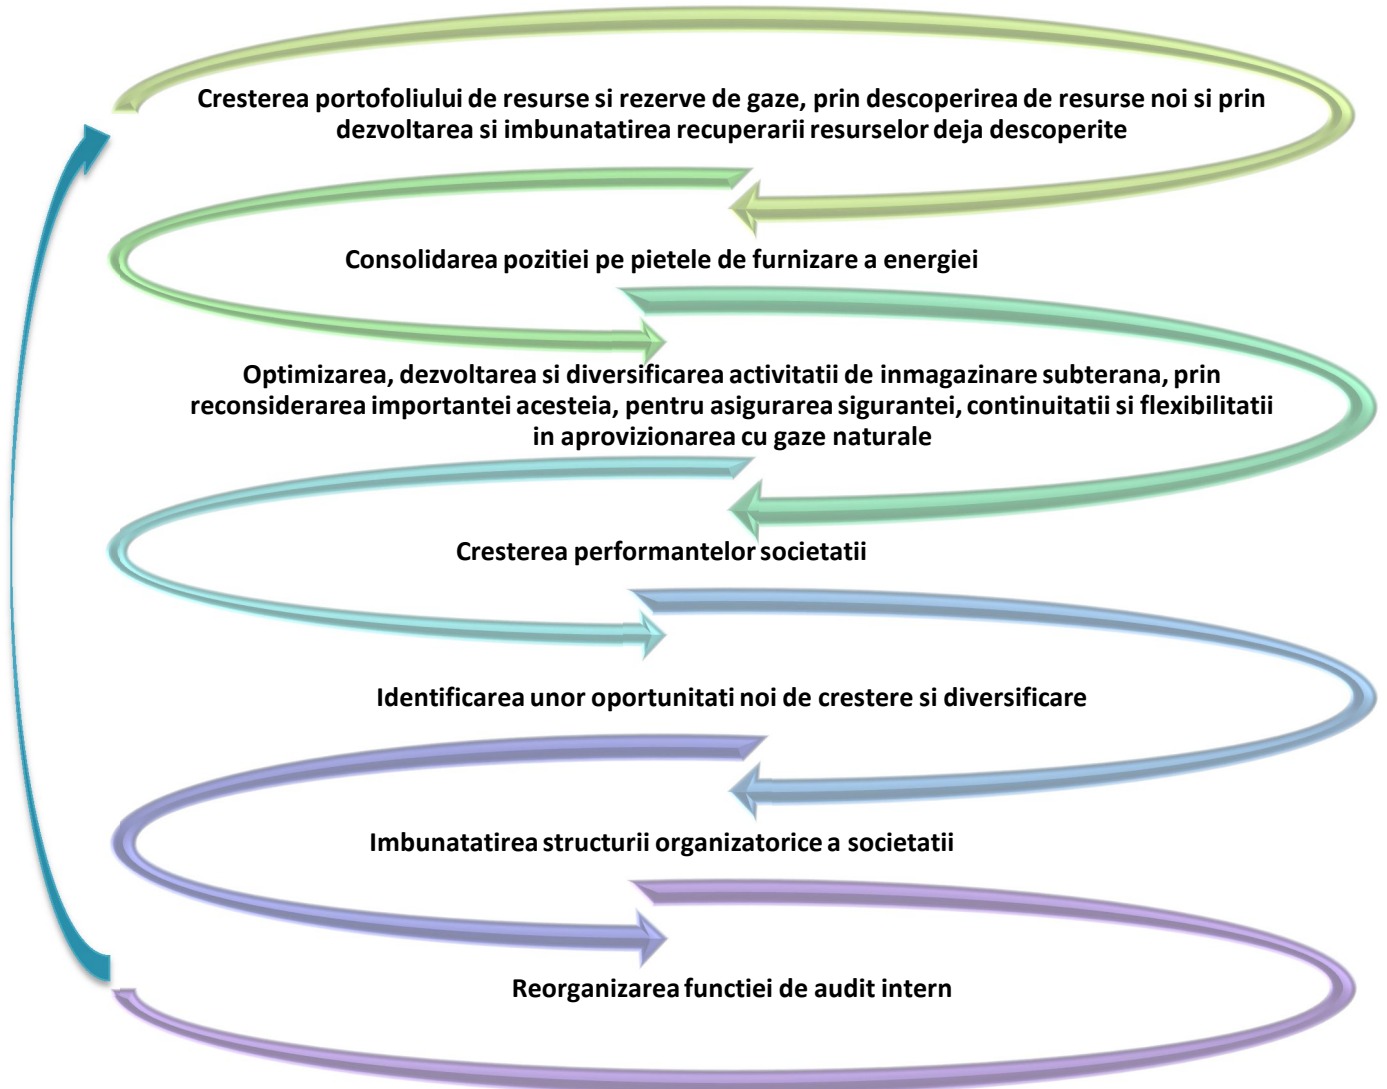 Cresterea portofoliului de resurse si rezerve de gaze, prin descoperirea de resurse noi si prin
dezvoltarea si imbunatatirea recuperarii resurselor deja descoperite
Consolidarea pozitiei pe pietele de furnizare a energiei
Optimizarea, dezvoltarea si diversificarea activitatii de inmagazinare subterana, prin
reconsiderarea importantei acesteia, pentru asigurarea sigurantei, continuitatii si flexibilitatii
in aprovizionarea cu gaze naturale
Cresterea performantelor societatii
Identificarea unor oportunitati noi de crestere si diversificare
Imbunatatirea structurii organizatorice a societatii
Reorganizarea functiei de audit intern